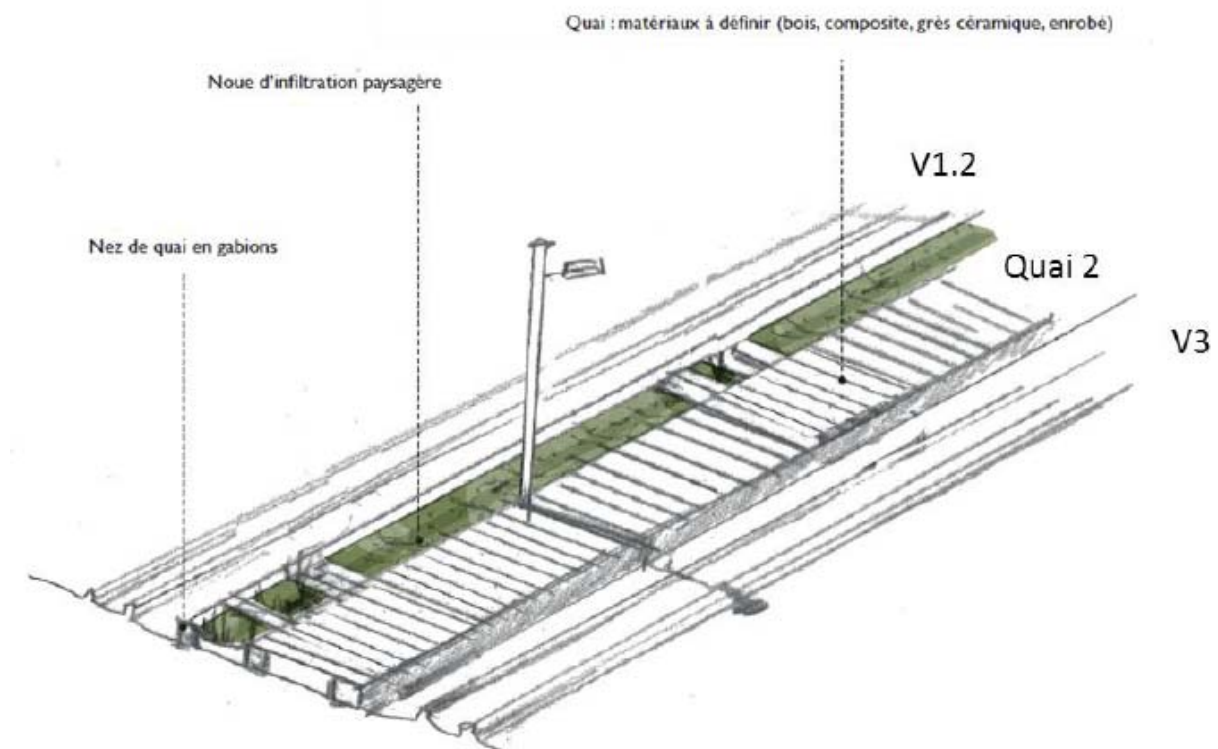 Quai : matériaux à définir (bois, composite, grès céramique, enrobé)
Noue d'infiltration paysagère
V1.2
Nez de quai en gabions
Quai 2
V3